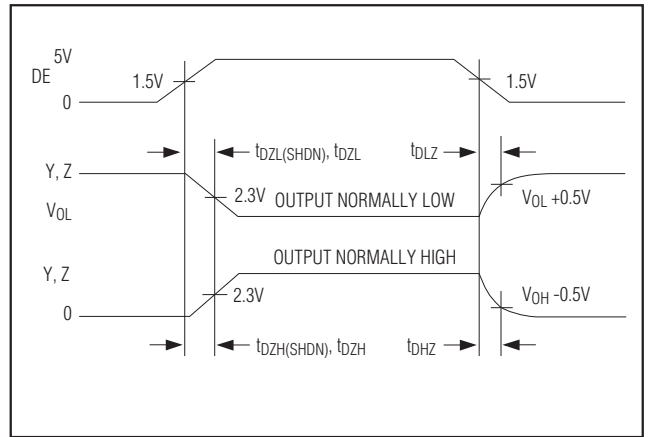 5V
DE
1.5V
1.5V
0
tDZL(SHDN), tDZL
tDLZ
Y, Z
2.3V
OUTPUT NORMALLY LOW
VOL +0.5V
VOL
OUTPUT NORMALLY HIGH
Y, Z
2.3V
VOH -0.5V
0
tDZH(SHDN), tDZH
tDHZ